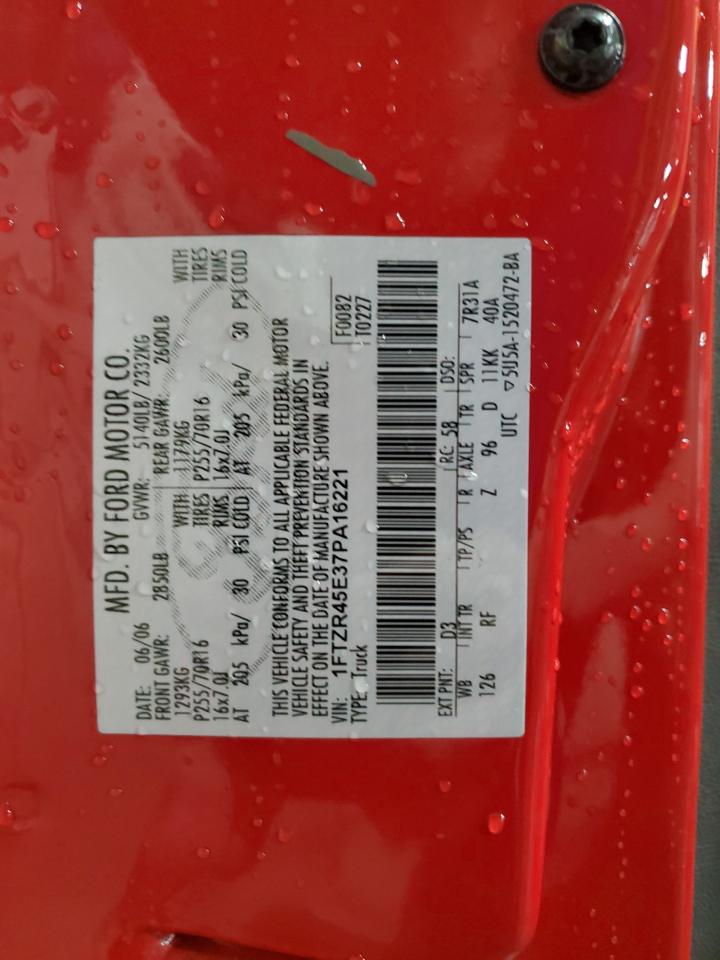 MFD. BY FORD MOTOR CO.
DATE: 06/06 GVWR: 5140LB/ 2332KG
FRONT GAWR: 2850LB REAR GAWR: 2600LB
1293KG WITH 1179KG WITH
P255/70R16 TIRES P255/70R16 TIRES
16x7.0J RIMS 16x7.0J RIMS
AT 205 kPa/ 30 PSI COLD AT 205 kPa/ 30 PSI COLD
THIS VEHICLE CONFORMS TO ALL APPLICABLE FEDERAL MOTOR
VEHICLE SAFETY AND THEFT PREVENTION STANDARDS IN
EFFECT ON THE DATE OF MANUFACTURE SHOWN ABOVE.
VIN: 1FTZR45E37PA16221 F0082
TYPE: Truck T0227
EXT PNT: D3 RC: 58 DSO:
WB INT TR TP/PS R AXLE TR SPR 7R31A
126 RF Z 96 D 11KK 40A
UTC ▽5U5A-1520472-BA